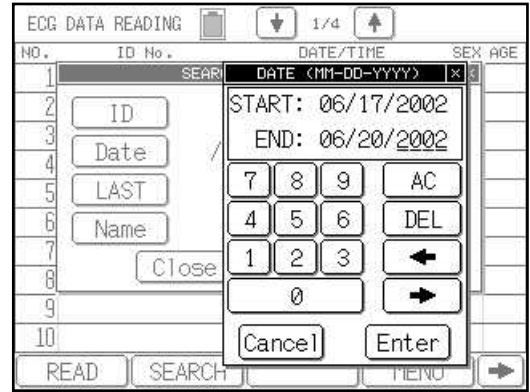 ECG DATA READING 1/4
NO. ID No. DATE/TIME SEX AGE
1
2
3
4
5
6
7
8
9
10
SEAR
ID
Date /
LAST
Name
Close
DATE (MM-DD-YYYY) ×
START: 06/17/2002
END: 06/20/2002
7 8 9 AC
4 5 6 DEL
1 2 3
0
Cancel Enter
READ SEARCH MENU